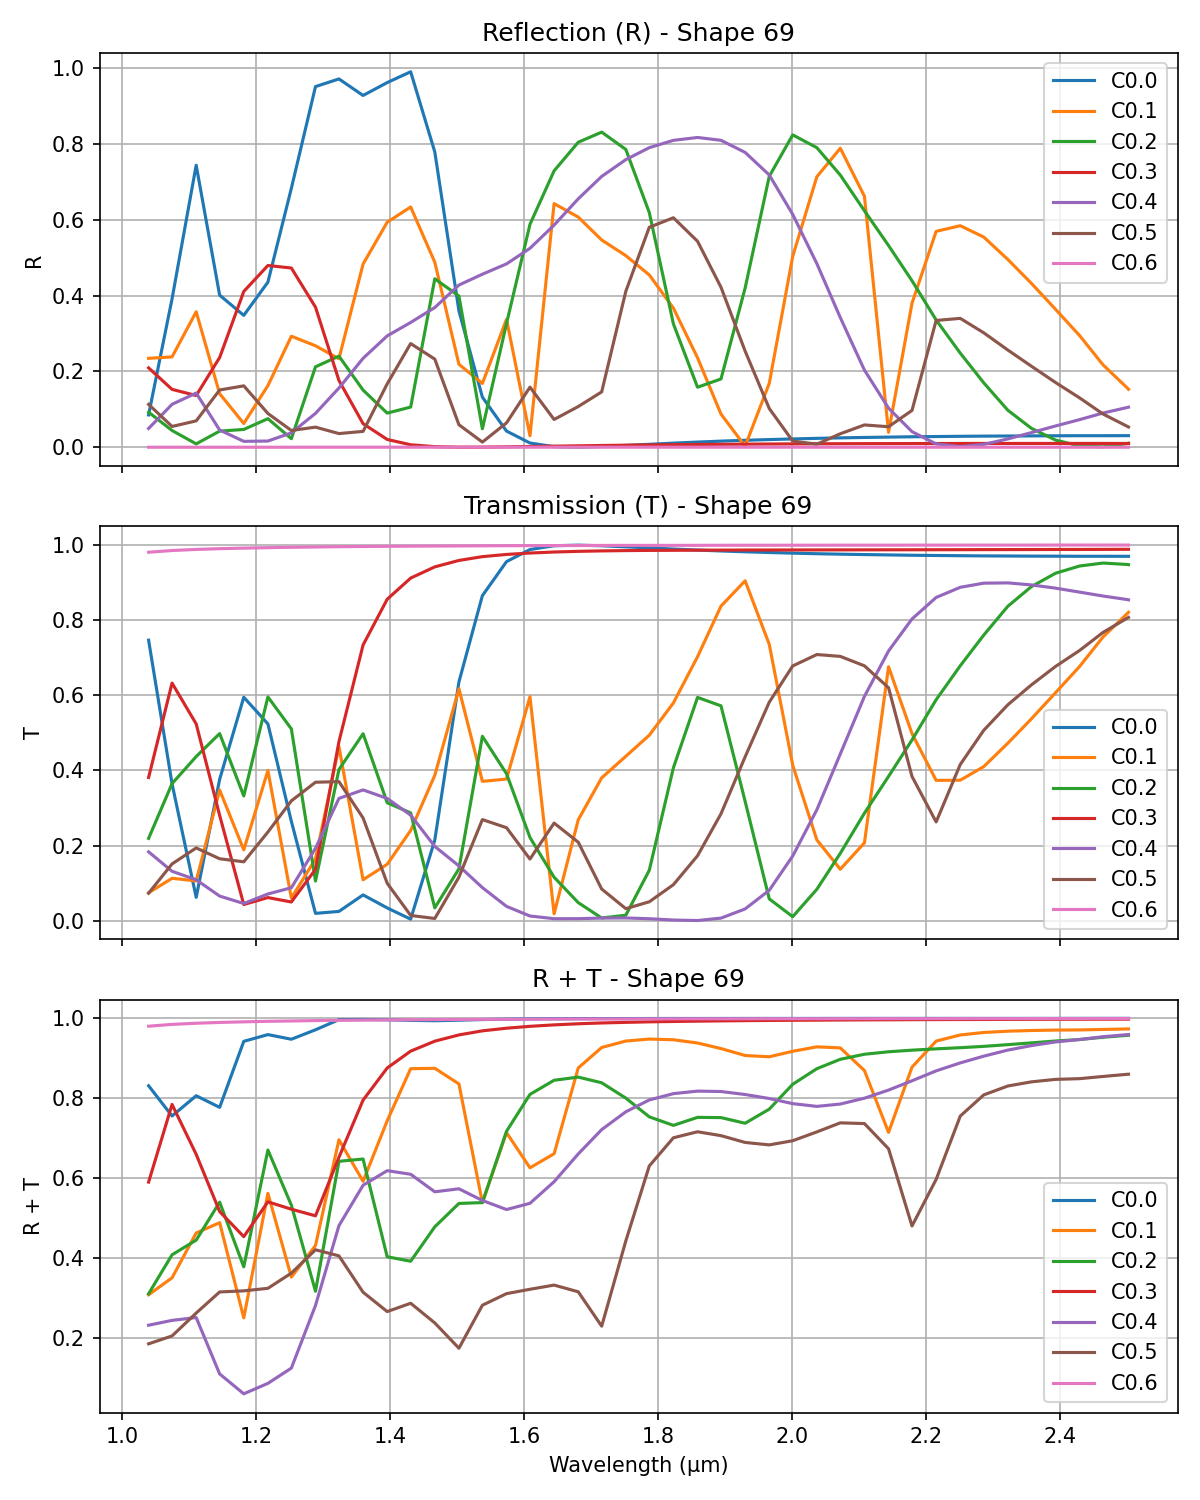 Reflection (R) - Shape 69
1.0
0.8
0.6
0.4
0.2
0.0
R
C0.0
C0.1
C0.2
C0.3
C0.4
C0.5
C0.6
Transmission (T) - Shape 69
1.0
0.8
0.6
0.4
0.2
0.0
T
C0.0
C0.1
C0.2
C0.3
C0.4
C0.5
C0.6
R + T - Shape 69
1.0
0.8
0.6
0.4
0.2
R + T
C0.0
C0.1
C0.2
C0.3
C0.4
C0.5
C0.6
1.0 1.2 1.4 1.6 1.8 2.0 2.2 2.4
Wavelength (μm)